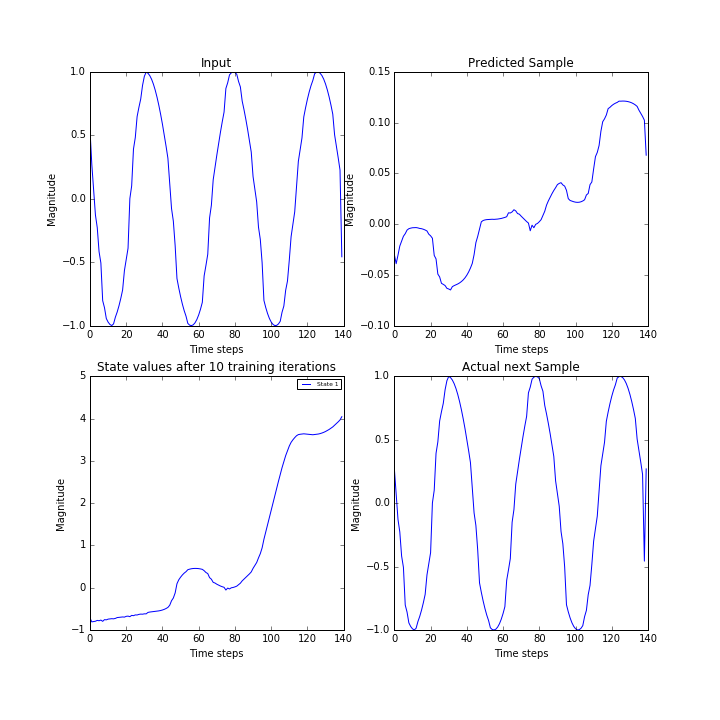 Input
Magnitude
1.0
0.5
0.0
−0.5
−1.0
0 20 40 60 80 100 120 140
Time steps
Predicted Sample
Magnitude
0.15
0.10
0.05
0.00
−0.05
−0.10
0 20 40 60 80 100 120 140
Time steps
State values after 10 training iterations
Magnitude
5
4
3
2
1
0
−1
State 1
0 20 40 60 80 100 120 140
Time steps
Actual next Sample
Magnitude
1.0
0.5
0.0
−0.5
−1.0
0 20 40 60 80 100 120 140
Time steps